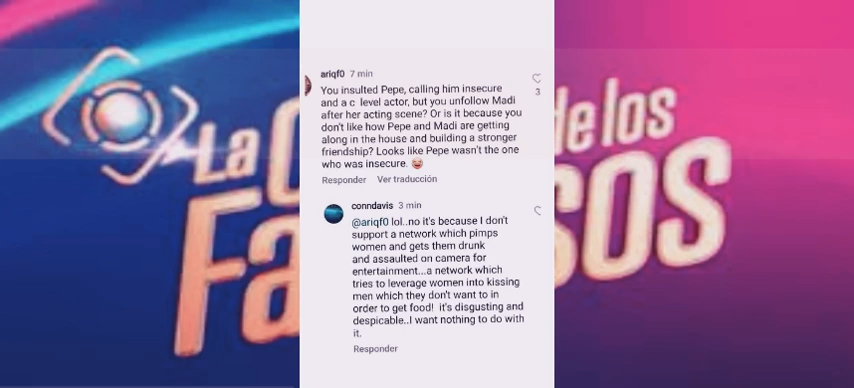 La C
Fa
de los
SOS
ariqf0 7 min
You insulted Pepe, calling him insecure
and a c level actor, but you unfollow Madi
after her acting scene? Or is it because you
don't like how Pepe and Madi are getting
along in the house and building a stronger
friendship? Looks like Pepe wasn't the one
who was insecure. 😂
3
Responder Ver traducción
conndavis 3 min
@ariqf0 lol..no it's because I don't
support a network which pimps
women and gets them drunk
and assaulted on camera for
entertainment...a network which
tries to leverage women into kissing
men which they don't want to in
order to get food! it's disgusting and
despicable..I want nothing to do with
it.
Responder